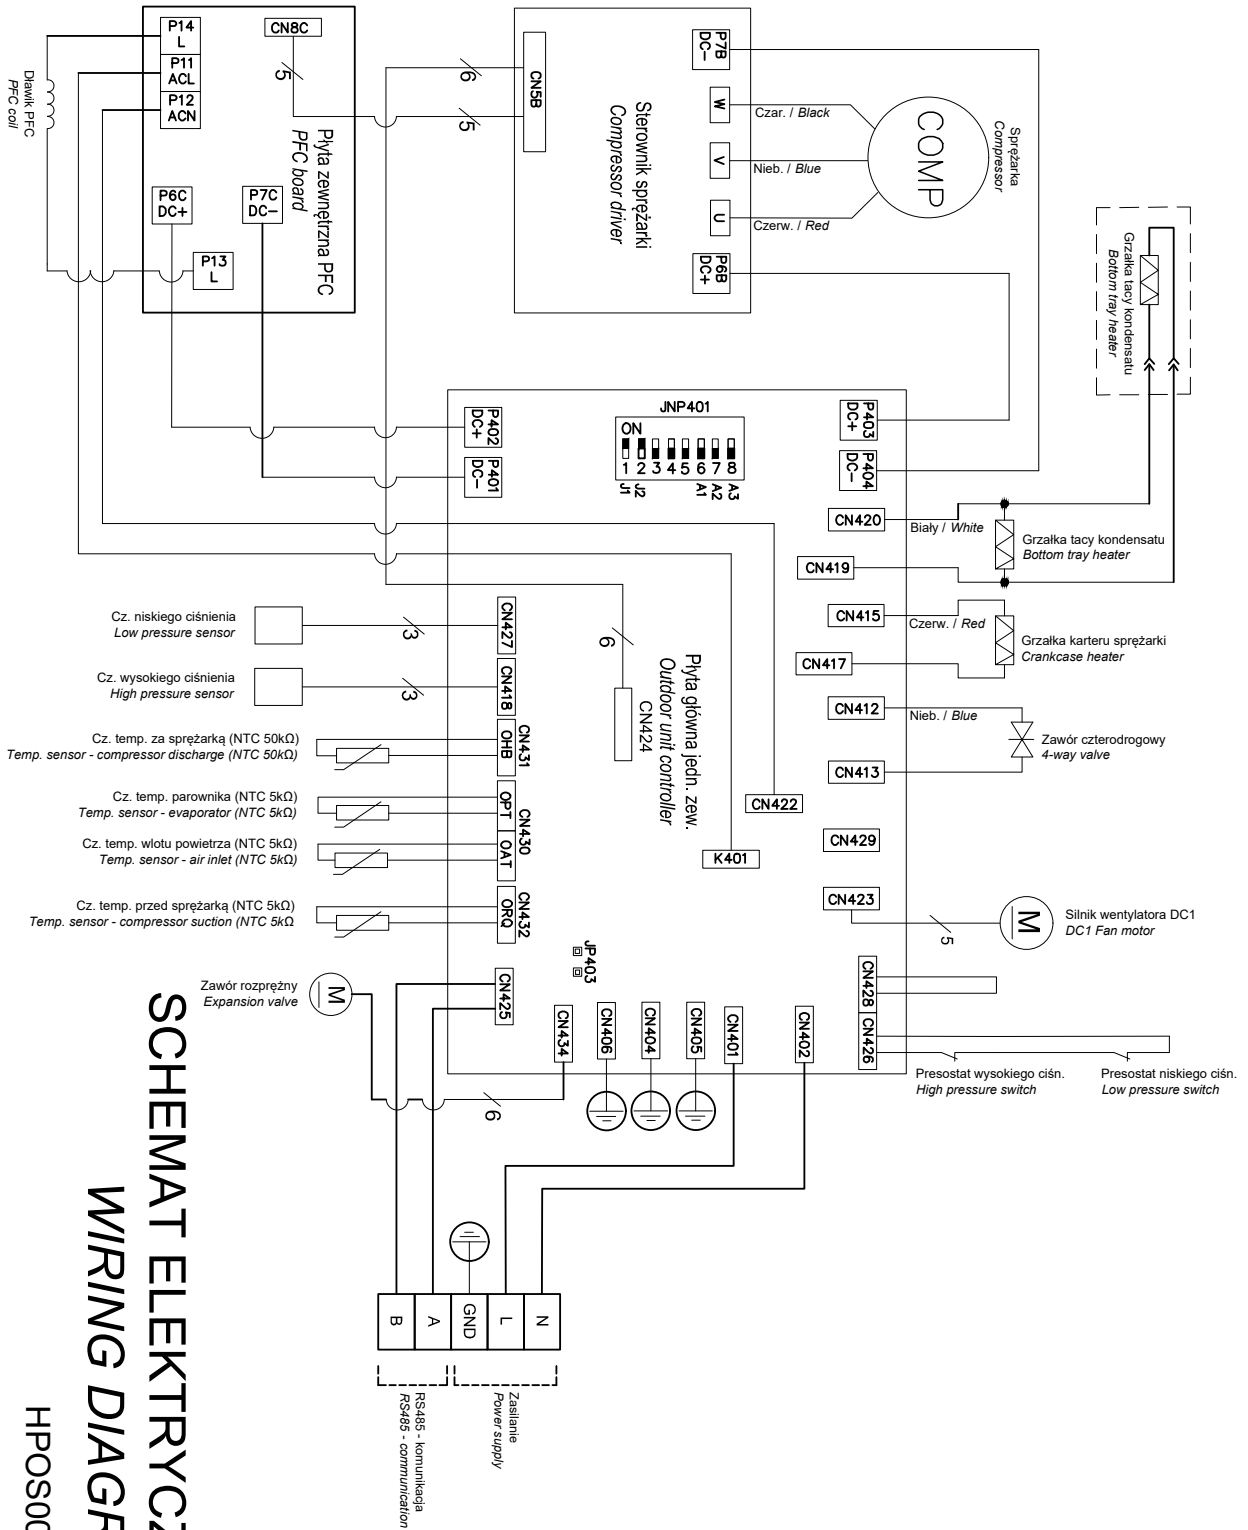 P14
L
P11
ACL
P12
ACN
CN8C
5
Płyta zewnętrzna PFC
PFC board
P6C
DC+
P7C
DC−
P13
L
Dławik PFC
PFC coil
6
5
CN5B
Sterownik sprężarki
Compressor driver
P7B
DC−
W
V
U
P6B
DC+
Czar. / Black
Nieb. / Blue
Czerw. / Red
COMP
Sprężarka
Compressor
Grzałka tacy kondensatu
Bottom tray heater
P402
DC+
P401
DC−
JNP401
ON
1 2 3 4 5 6 7 8
J1 J2 A1 A2 A3
P403
DC+
P404
DC−
CN420
Biały / White
Grzałka tacy kondensatu
Bottom tray heater
CN419
CN415
Czerw. / Red
Grzałka karteru sprężarki
Crankcase heater
CN417
CN412
Nieb. / Blue
Zawór czterodrogowy
4-way valve
CN413
CN429
CN423
5
M
Silnik wentylatora DC1
DC1 Fan motor
CN428
CN426
Presostat wysokiego ciśn.
High pressure switch
Presostat niskiego ciśn.
Low pressure switch
Płyta główna jedn. zew.
Outdoor unit controller
CN424
6
CN422
K401
Cz. niskiego ciśnienia
Low pressure sensor
3
CN427
Cz. wysokiego ciśnienia
High pressure sensor
3
CN418
Cz. temp. za sprężarką (NTC 50kΩ)
Temp. sensor - compressor discharge (NTC 50kΩ)
OHB
CN431
Cz. temp. parownika (NTC 5kΩ)
Temp. sensor - evaporator (NTC 5kΩ)
OPT
CN430
Cz. temp. wlotu powietrza (NTC 5kΩ)
Temp. sensor - air inlet (NTC 5kΩ)
OAT
Cz. temp. przed sprężarką (NTC 5kΩ)
Temp. sensor - compressor suction (NTC 5kΩ
ORQ
CN432
Zawór rozprężny
Expansion valve
M
6
JP403
CN425
CN434
CN406
CN404
CN405
CN401
CN402
B
A
GND
L
N
RS485 - komunikacja
RS485 - communication
Zasilanie
Power supply
SCHEMAT ELEKTRYCZ
WIRING DIAGR
HPOS00